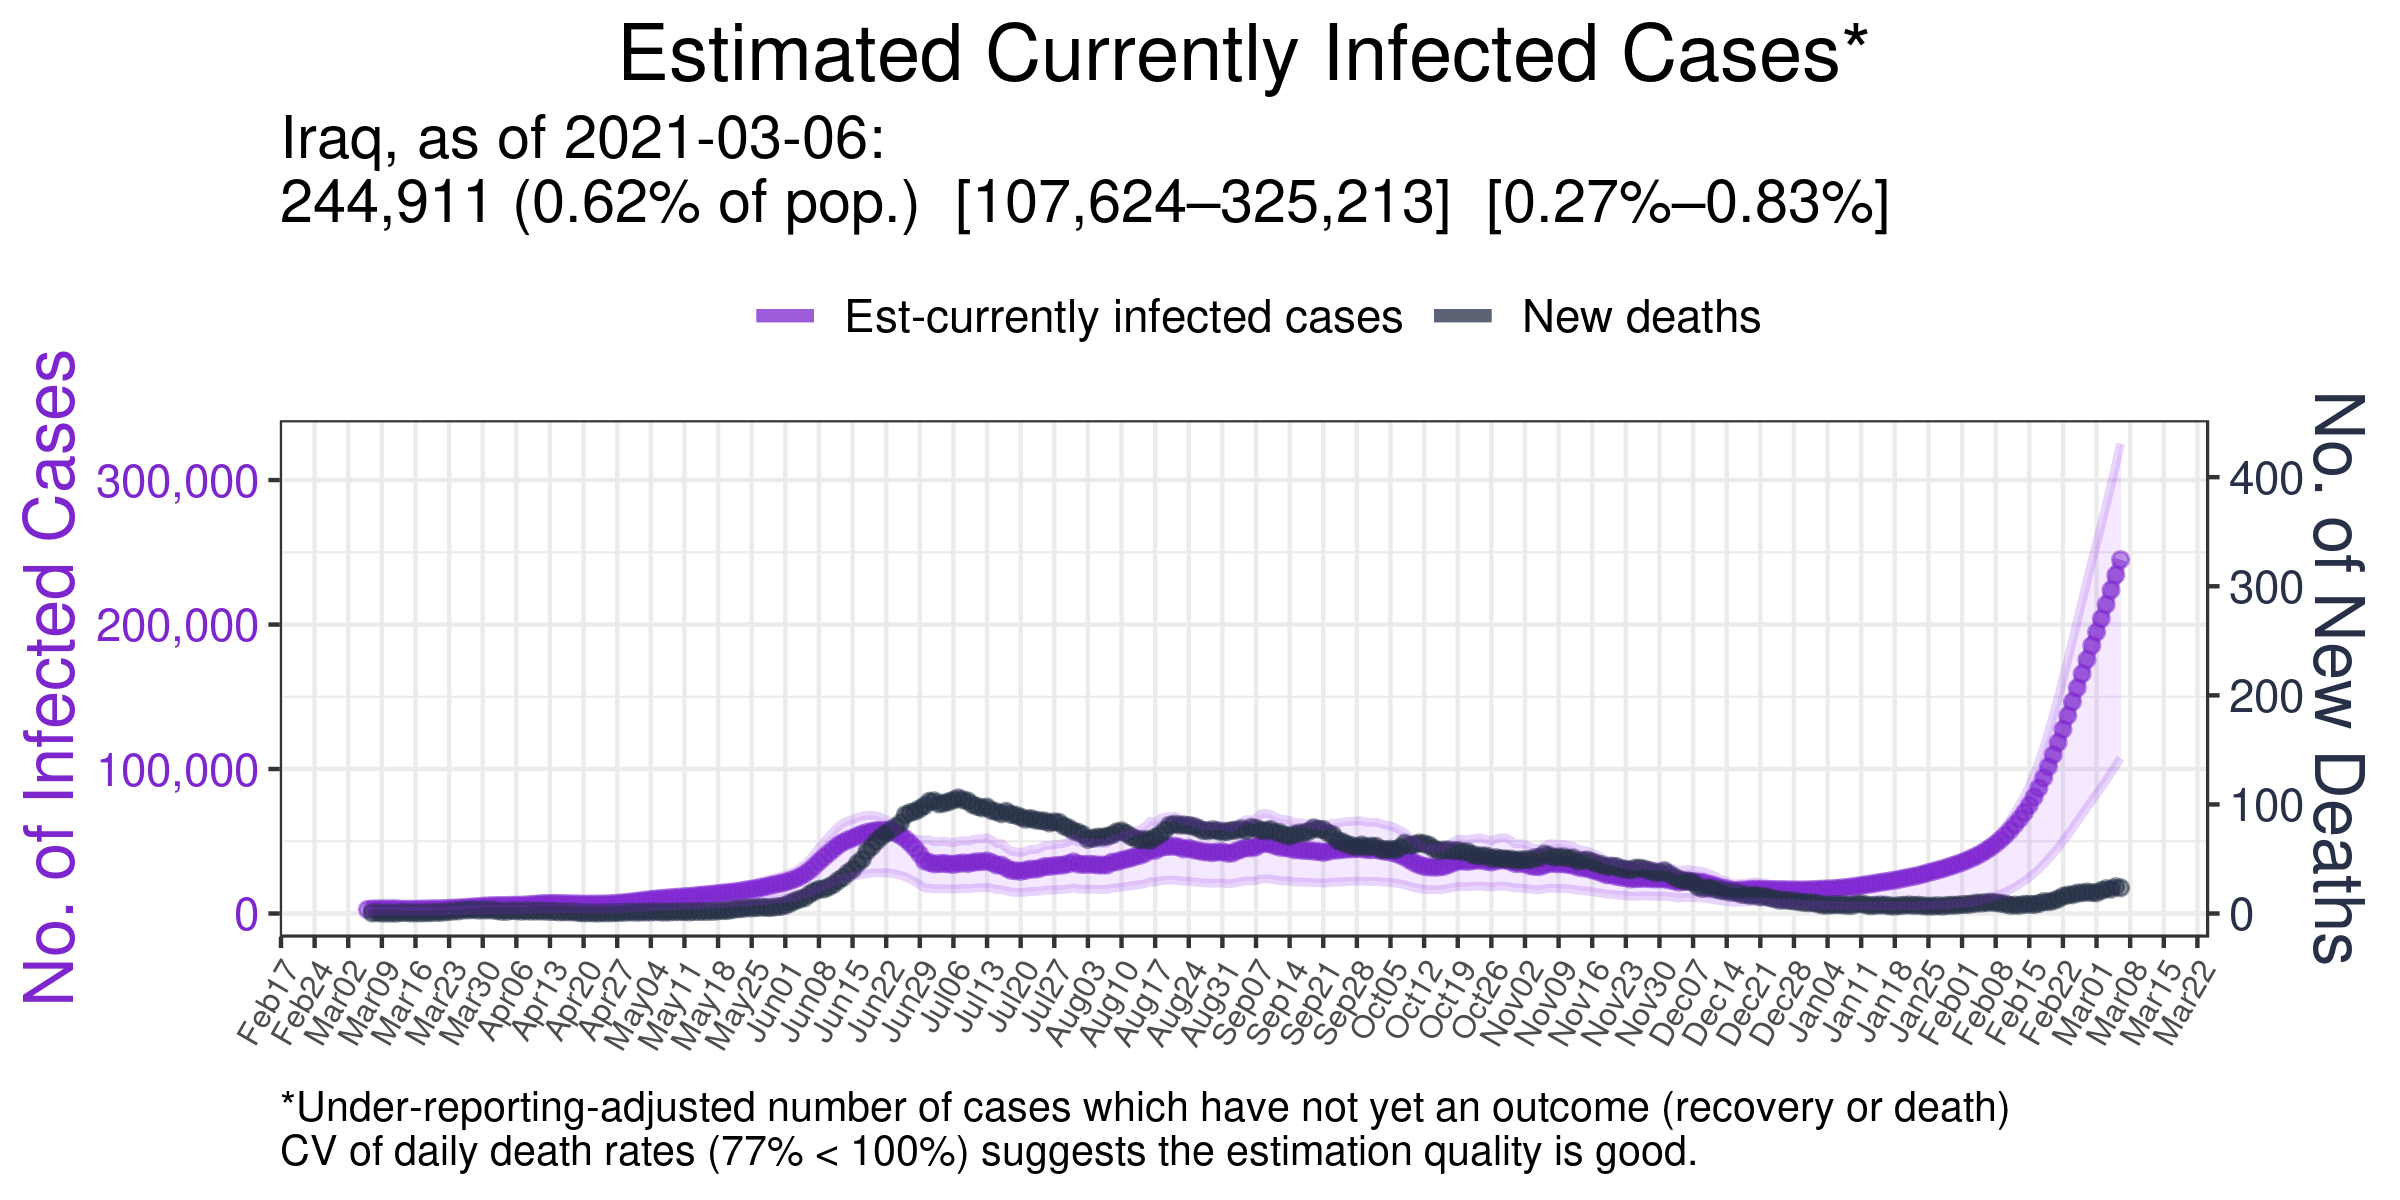 Estimated Currently Infected Cases*
Iraq, as of 2021-03-06:
244,911 (0.62% of pop.)  [107,624–325,213]  [0.27%–0.83%]
Est-currently infected cases
New deaths
No. of Infected Cases
300,000
200,000
100,000
0
400
300
200
100
0
No. of New Deaths
Feb17
Feb24
Mar02
Mar09
Mar16
Mar23
Mar30
Apr06
Apr13
Apr20
Apr27
May04
May11
May18
May25
Jun01
Jun08
Jun15
Jun22
Jun29
Jul06
Jul13
Jul20
Jul27
Aug03
Aug10
Aug17
Aug24
Aug31
Sep07
Sep14
Sep21
Sep28
Oct05
Oct12
Oct19
Oct26
Nov02
Nov09
Nov16
Nov23
Nov30
Dec07
Dec14
Dec21
Dec28
Jan04
Jan11
Jan18
Jan25
Feb01
Feb08
Feb15
Feb22
Mar01
Mar08
Mar15
Mar22
*Under-reporting-adjusted number of cases which have not yet an outcome (recovery or death)
CV of daily death rates (77% < 100%) suggests the estimation quality is good.